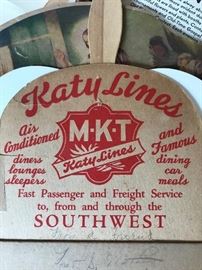 Katy Lines
Air Conditioned
diners
lounges
sleepers
M-K-T
Katy Lines
and Famous
dining
car
meals
Fast Passenger and Freight Service
to, from and through the
SOUTHWEST